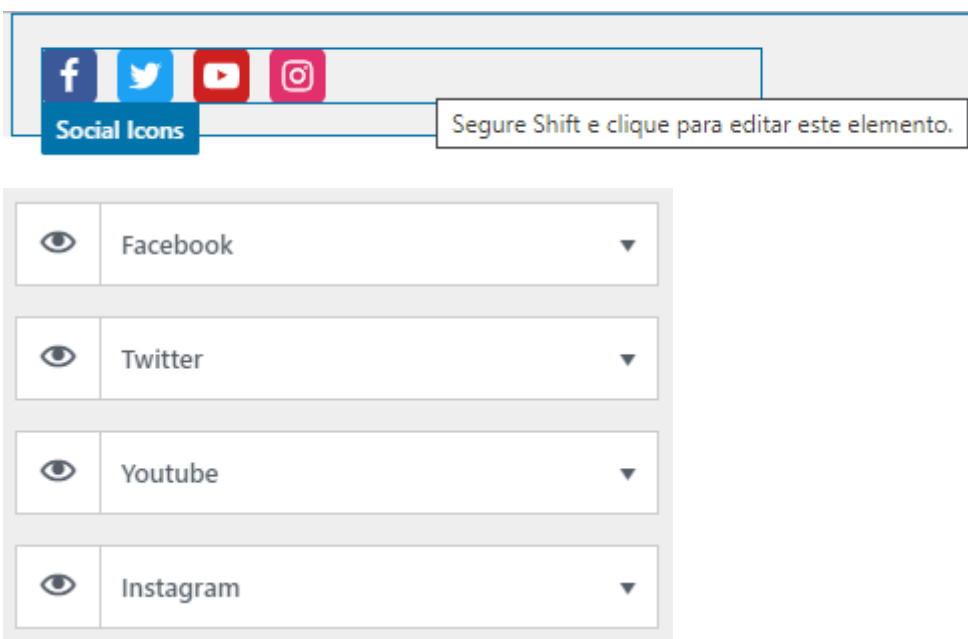 Social Icons
Segure Shift e clique para editar este elemento.
Facebook
Twitter
Youtube
Instagram